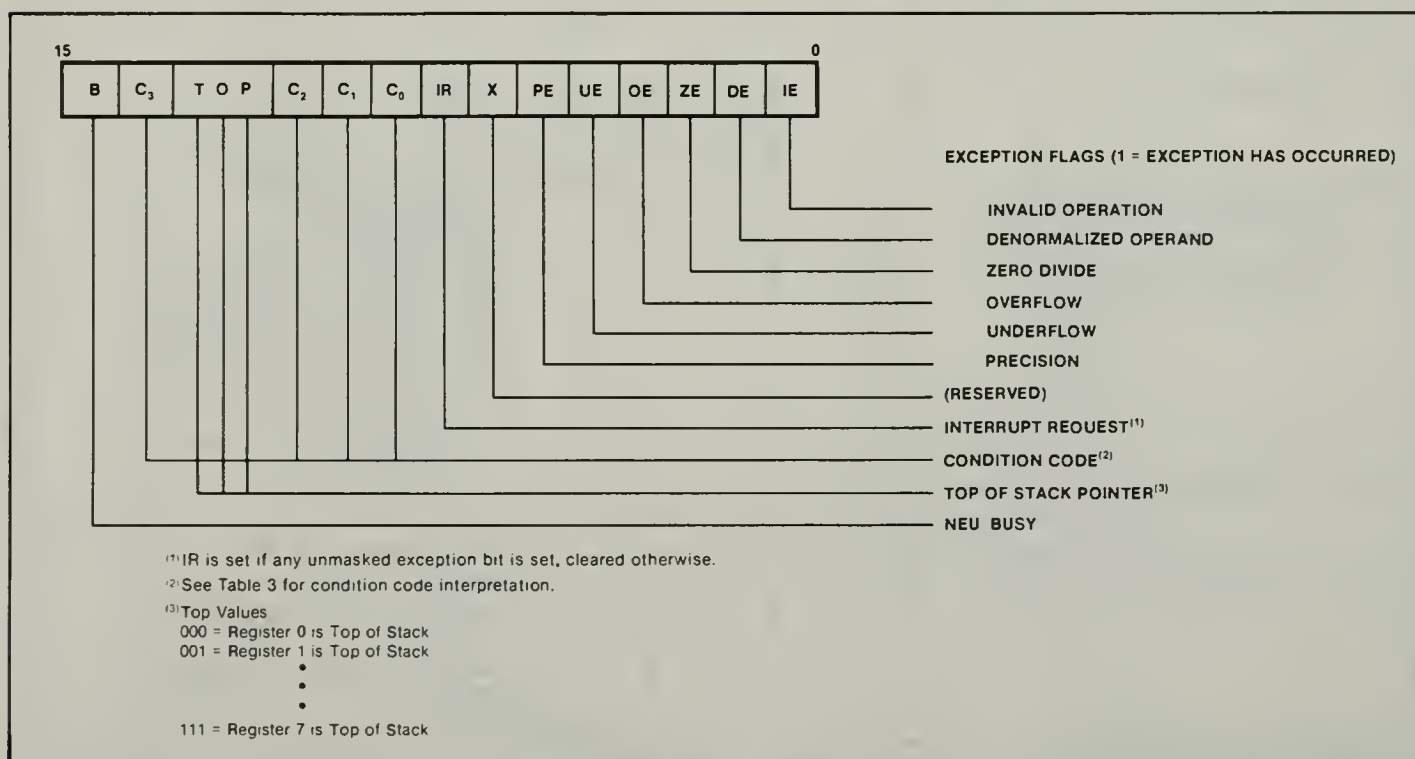 15 0
B C₃ T O P C₂ C₁ C₀ IR X PE UE OE ZE DE IE
EXCEPTION FLAGS (1 = EXCEPTION HAS OCCURRED)
INVALID OPERATION
DENORMALIZED OPERAND
ZERO DIVIDE
OVERFLOW
UNDERFLOW
PRECISION
(RESERVED)
INTERRUPT REQUEST⁽¹⁾
CONDITION CODE⁽²⁾
TOP OF STACK POINTER⁽³⁾
NEU BUSY
⁽¹⁾IR is set if any unmasked exception bit is set, cleared otherwise.
⁽²⁾See Table 3 for condition code interpretation.
⁽³⁾Top Values
000 = Register 0 is Top of Stack
001 = Register 1 is Top of Stack
•
•
•
111 = Register 7 is Top of Stack